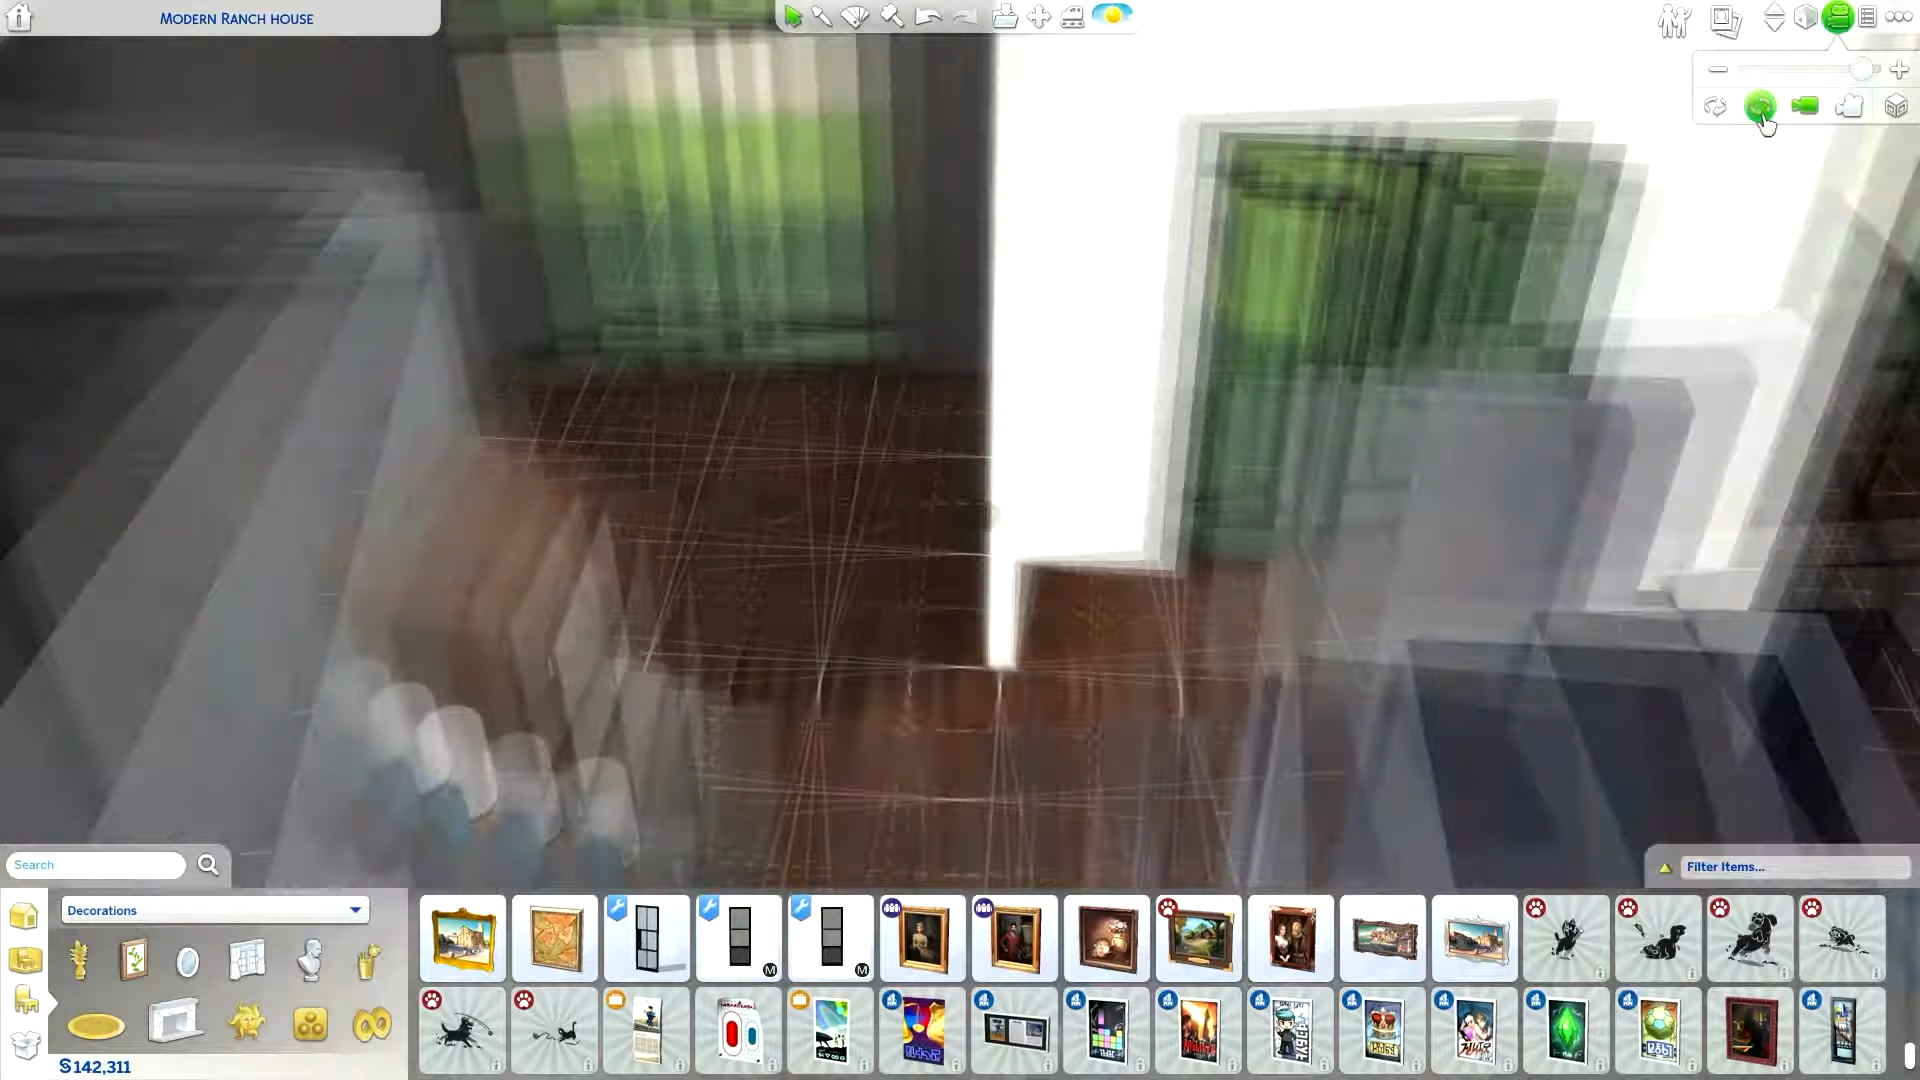 MODERN RANCH HOUSE
Search
Filter Items...
Decorations
M
M
§142,311